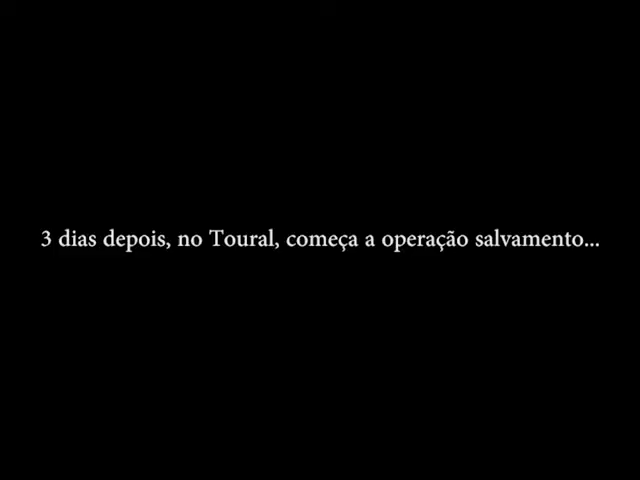 3 dias depois, no Toural, começa a operação salvamento...